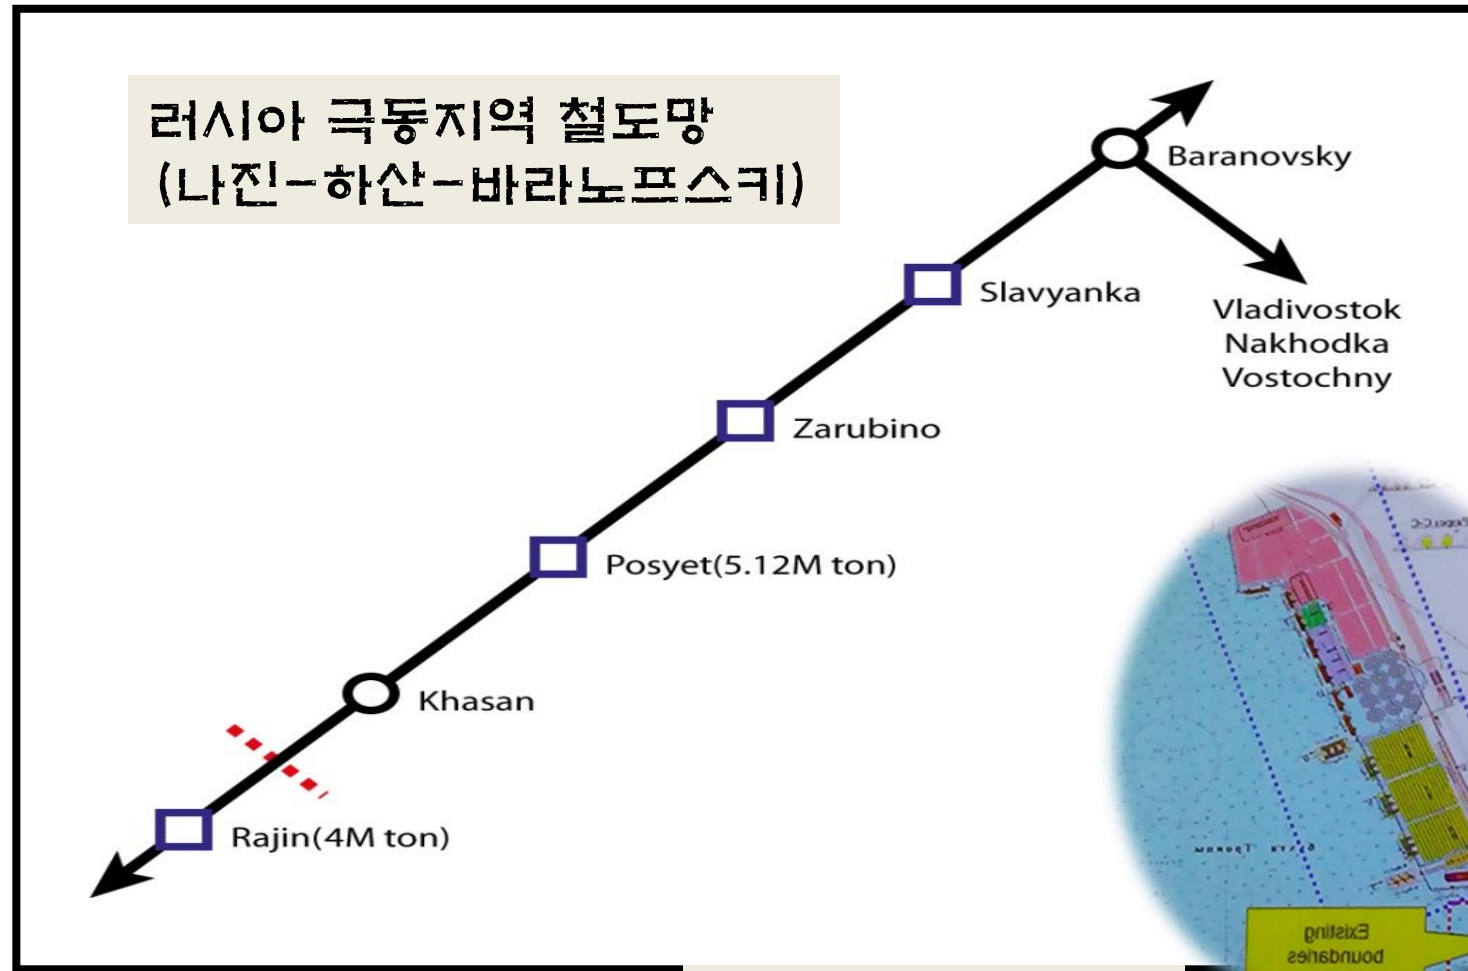 러시아 극동지역 철도망
(나진-하산-바라노프스키)
Baranovsky
Slavyanka
Vladivostok
Nakhodka
Vostochny
Zarubino
Posyet(5.12M ton)
Khasan
Rajin(4M ton)
Existing
boundaries